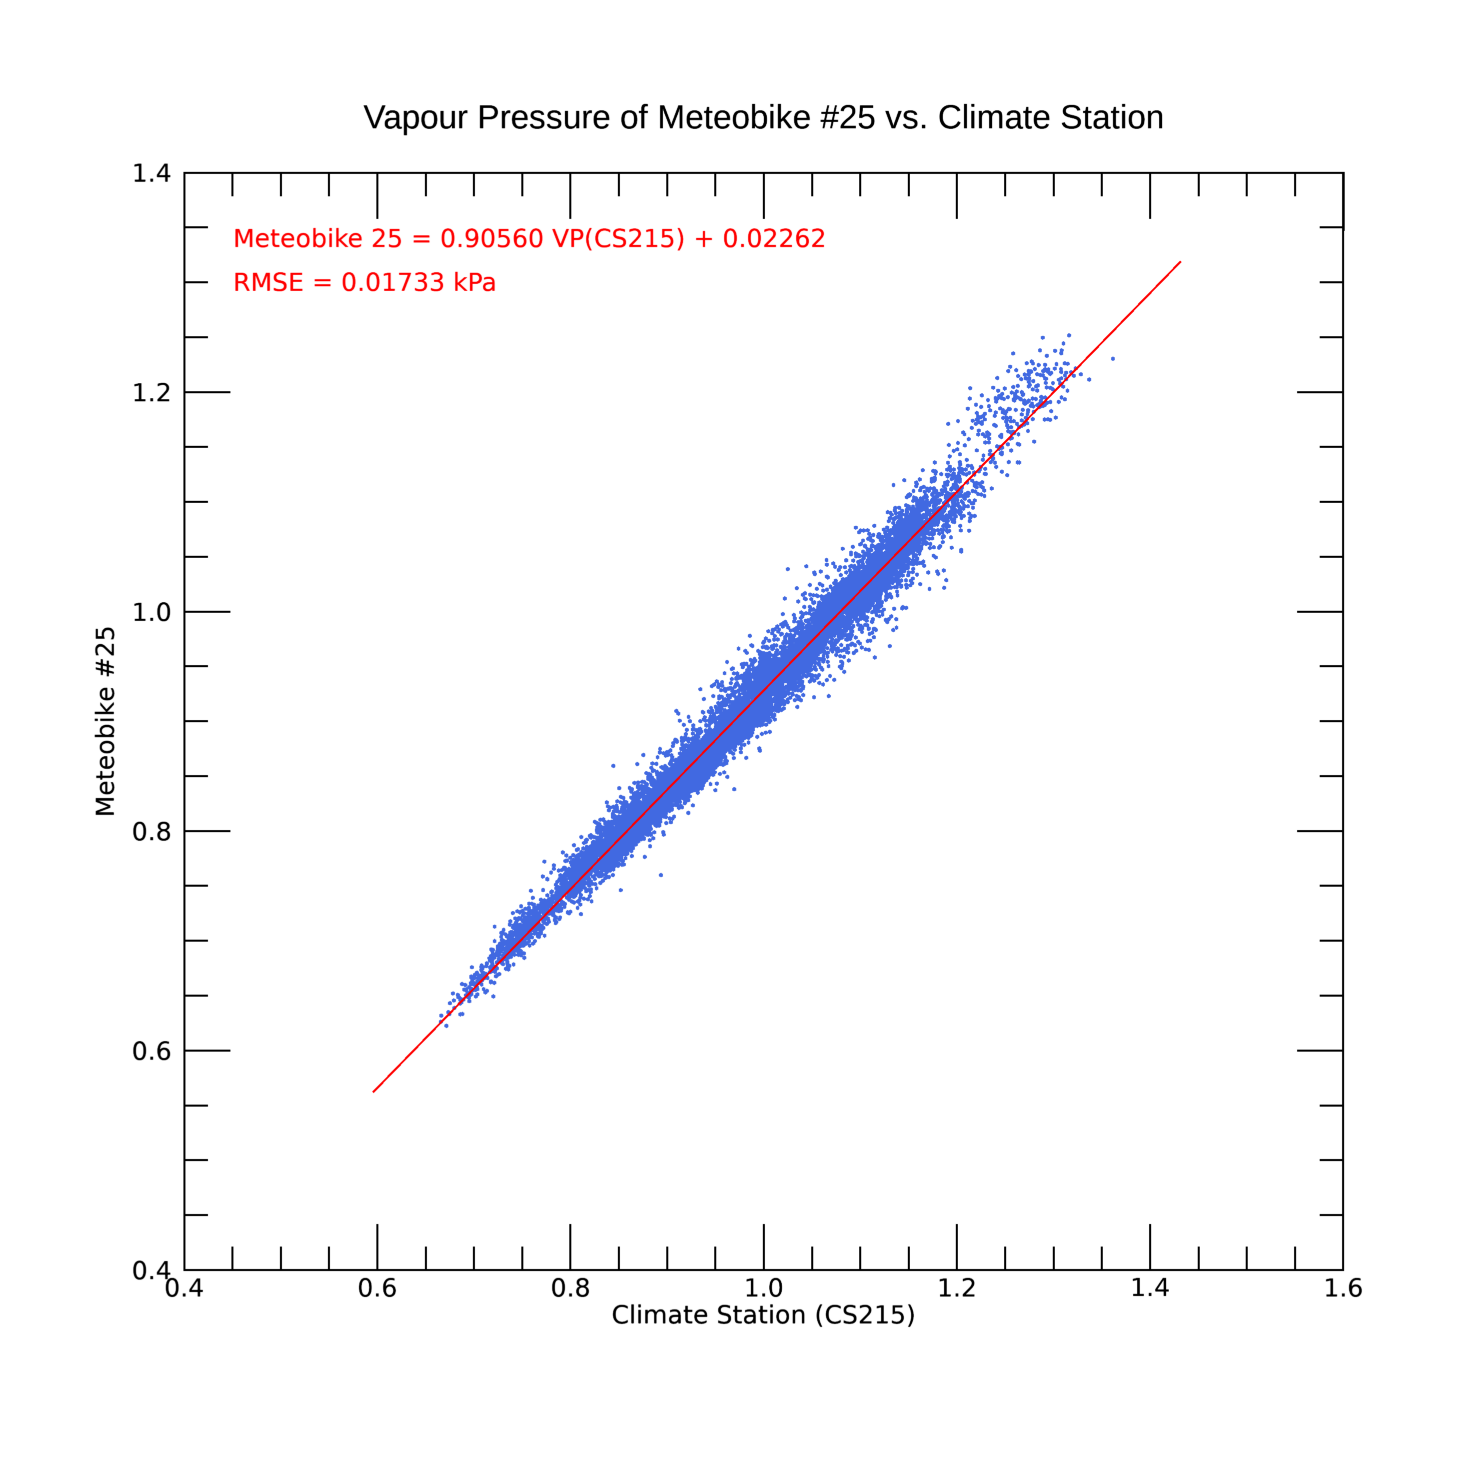 Vapour Pressure of Meteobike #25 vs. Climate Station
1.4
Meteobike 25 = 0.90560 VP(CS215) + 0.02262
RMSE = 0.01733 kPa
1.2
1.0
Meteobike #25
0.8
0.6
0.4
0.4 0.6 0.8 1.0 1.2 1.4 1.6
Climate Station (CS215)